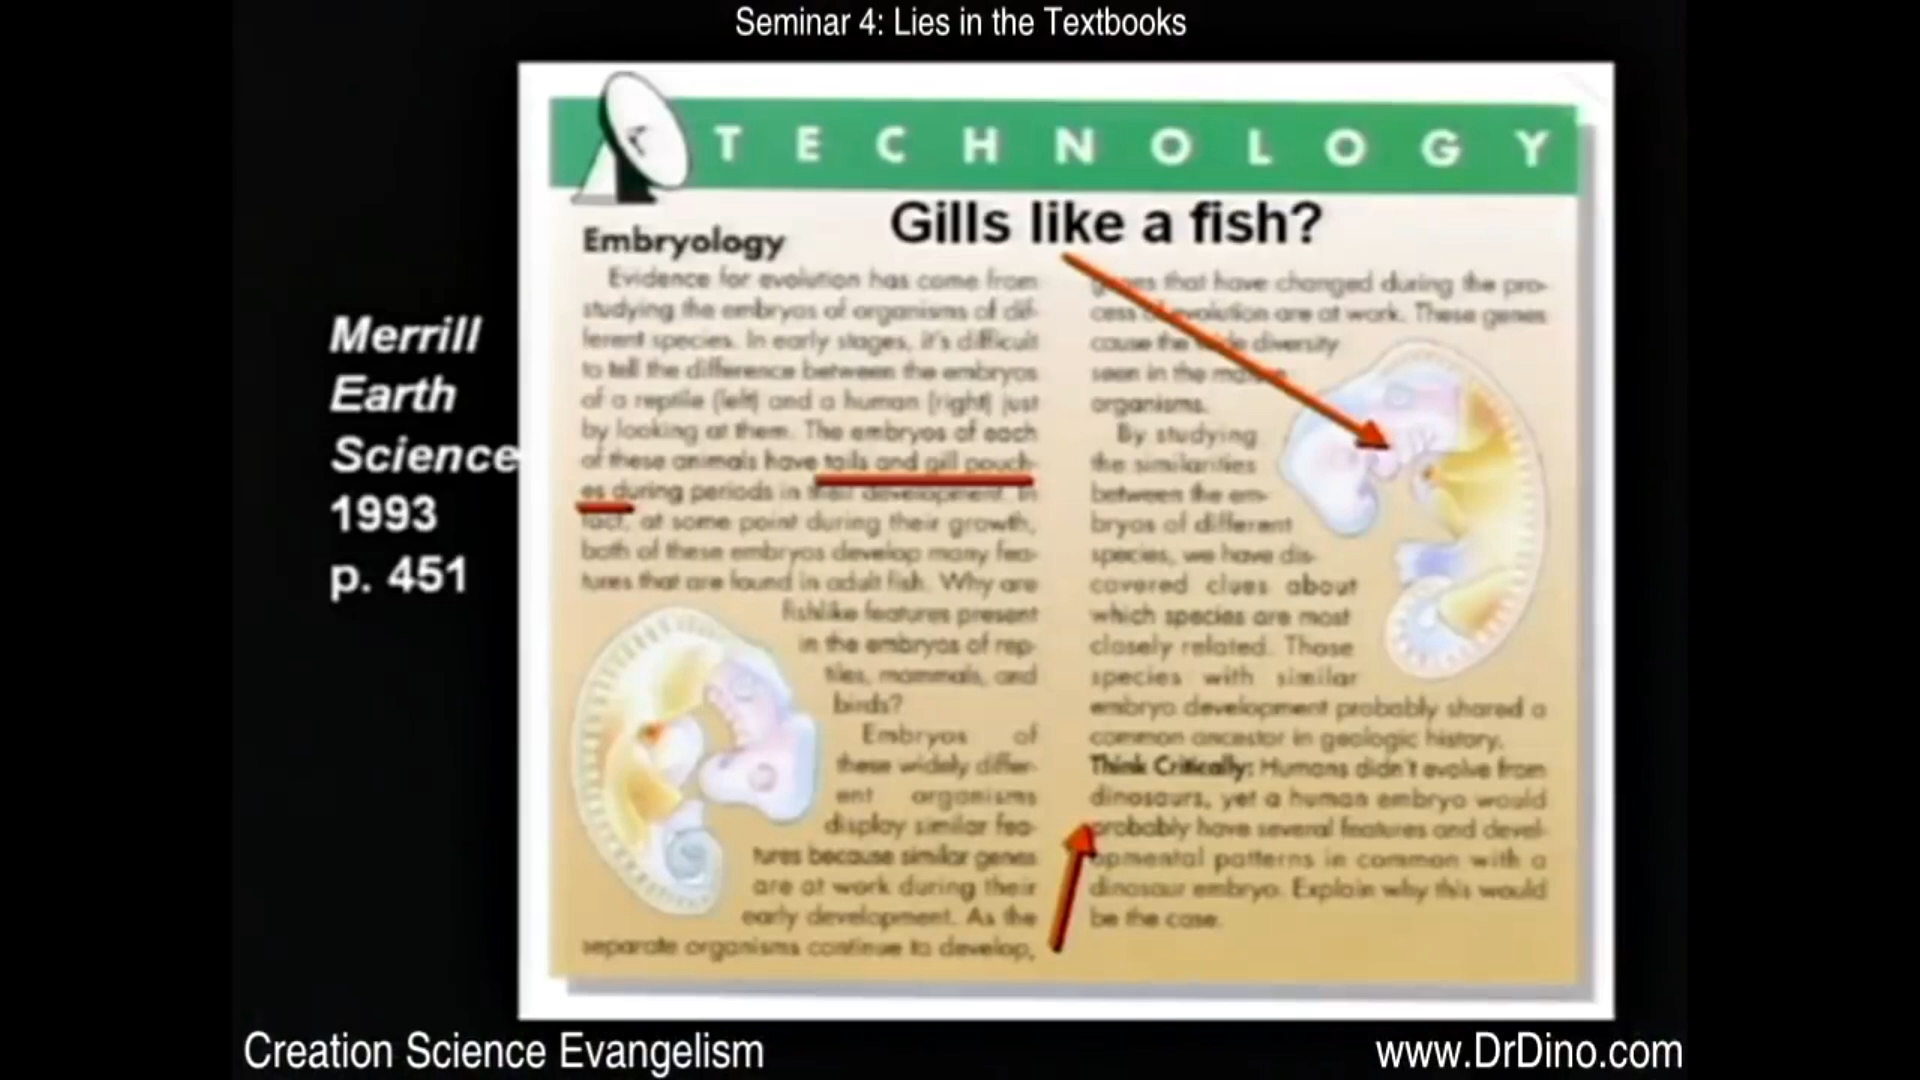 Seminar 4: Lies in the Textbooks
TECHNOLOGY
Gills like a fish?
Merrill
Earth
Science
1993
p. 451
Embryology
Evidence for evolution has come from
studying the embryos of organisms of dif-
ferent species. In early stages, it's difficult
to tell the difference between the embryos
of a reptile (left) and a human (right) just
by looking at them. The embryos of each
of these animals have tails and gill pouch-
es during periods in their development. In
fact, at some point during their growth,
both of these embryos develop many fea-
tures that are found in adult fish. Why are
fishlike features present
in the embryos of rep-
tiles, mammals, and
birds?
Embryos of
these widely differ-
ent organisms
display similar fea-
tures because similar genes
are at work during their
early development. As the
separate organisms continue to develop,
genes that have changed during the pro-
cess of evolution are at work. These genes
cause the wide diversity
seen in the mature
organisms.
By studying
the similarities
between the em-
bryos of different
species, we have dis-
covered clues about
which species are most
closely related. Those
species with similar
embryo development probably shared a
common ancestor in geologic history.
Think Critically: Humans didn't evolve from
dinosaurs, yet a human embryo would
probably have several features and devel-
opmental patterns in common with a
dinosaur embryo. Explain why this would
be the case.
Creation Science Evangelism
www.DrDino.com